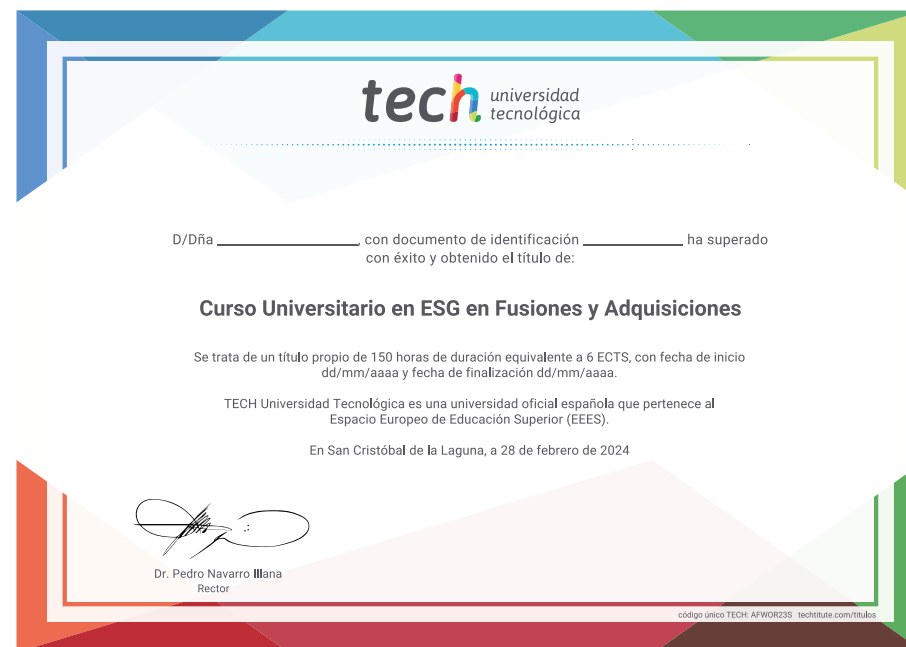 tech universidad
tecnológica
D/Dña ____________________, con documento de identificación ______________ ha superado
con éxito y obtenido el título de:
Curso Universitario en ESG en Fusiones y Adquisiciones
Se trata de un título propio de 150 horas de duración equivalente a 6 ECTS, con fecha de inicio
dd/mm/aaaa y fecha de finalización dd/mm/aaaa.
TECH Universidad Tecnológica es una universidad oficial española que pertenece al
Espacio Europeo de Educación Superior (EEES).
En San Cristóbal de la Laguna, a 28 de febrero de 2024
Dr. Pedro Navarro Illana
Rector
código único TECH: AFWOR23S techtitute.com/titulos